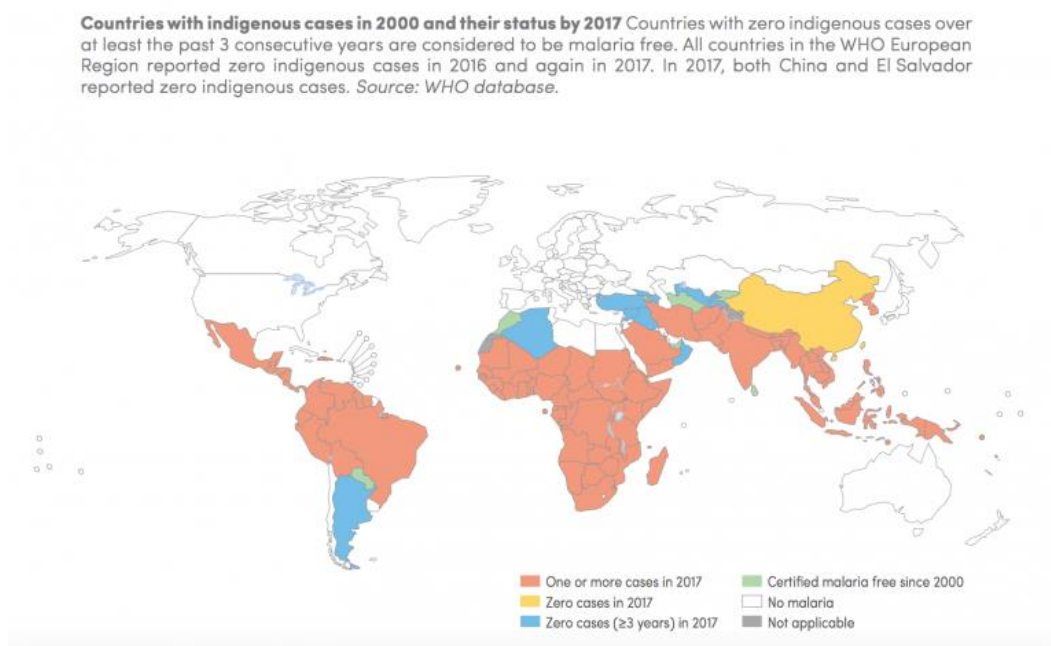 Countries with indigenous cases in 2000 and their status by 2017 Countries with zero indigenous cases over
at least the past 3 consecutive years are considered to be malaria free. All countries in the WHO European
Region reported zero indigenous cases in 2016 and again in 2017. In 2017, both China and El Salvador
reported zero indigenous cases. Source: WHO database.
One or more cases in 2017
Zero cases in 2017
Zero cases (≥3 years) in 2017
Certified malaria free since 2000
No malaria
Not applicable